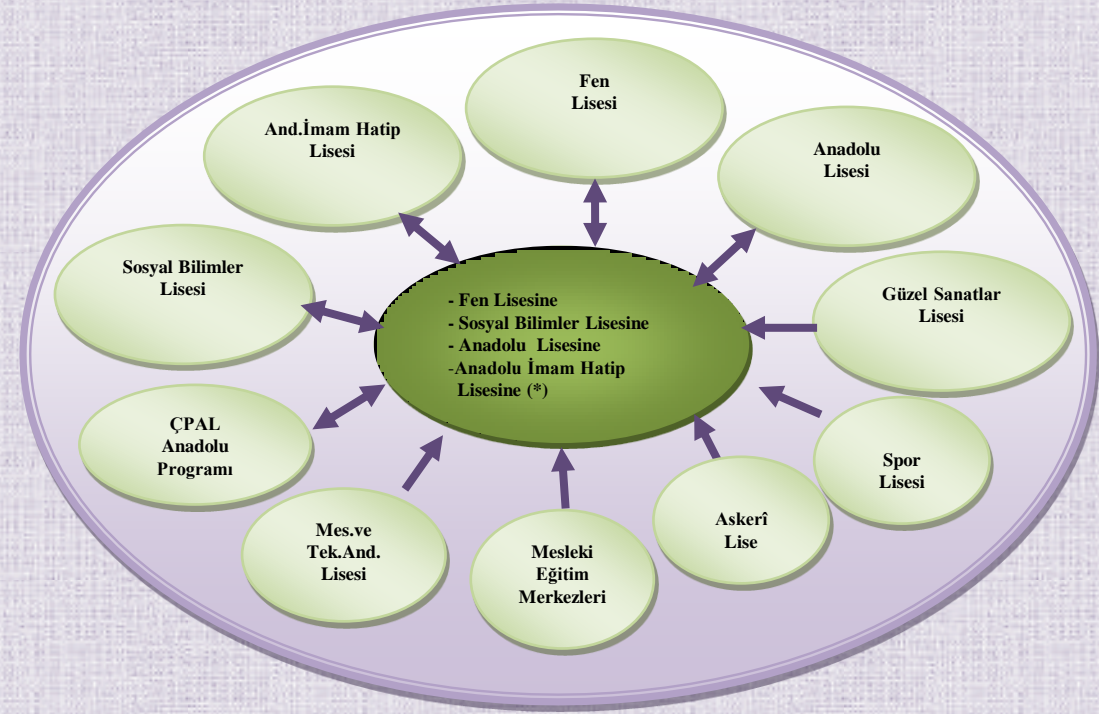 Fen
Lisesi
And.İmam Hatip
Lisesi
Anadolu
Lisesi
Sosyal Bilimler
Lisesi
Güzel Sanatlar
Lisesi
- Fen Lisesine
- Sosyal Bilimler Lisesine
- Anadolu Lisesine
-Anadolu İmam Hatip
Lisesine (*)
ÇPAL
Anadolu
Programı
Spor
Lisesi
Mes.ve
Tek.And.
Lisesi
Mesleki
Eğitim
Merkezleri
Askerî
Lise